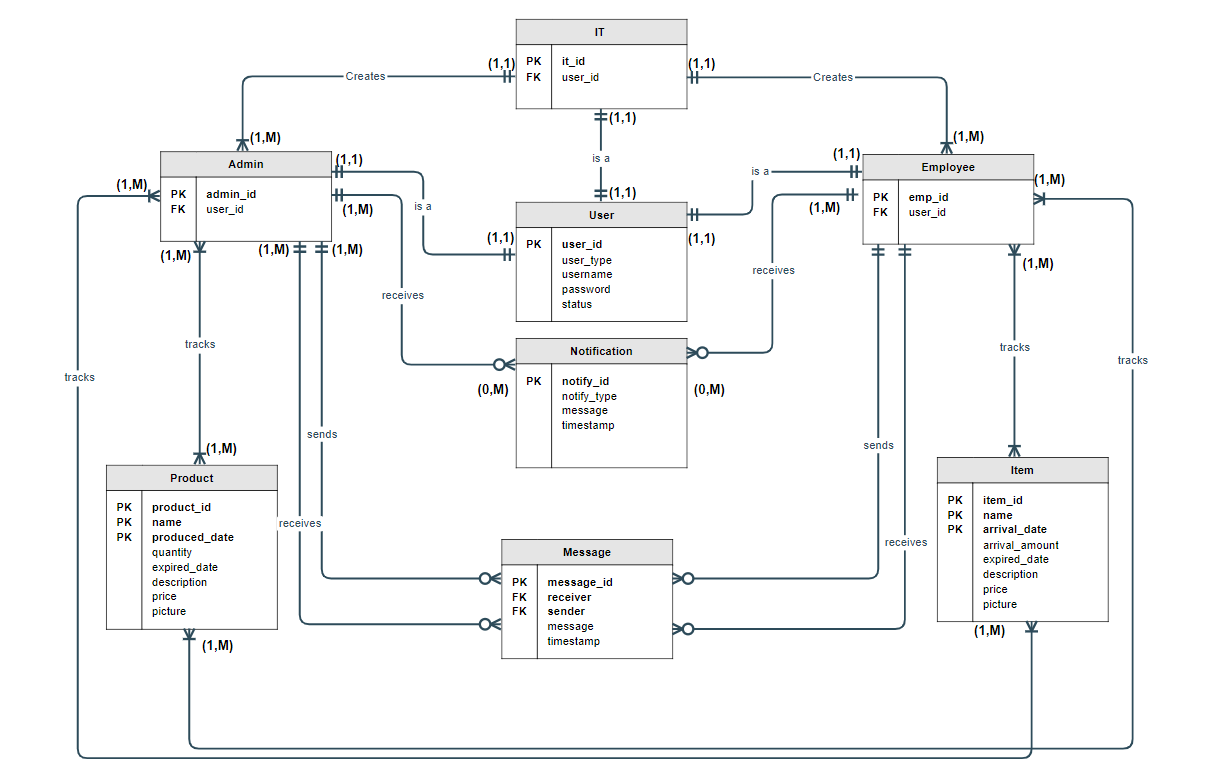 IT
PK it_id
FK user_id
(1,1)
(1,1)
Creates
Creates
(1,M)
(1,M)
(1,1)
is a
(1,1)
Admin
PK admin_id
FK user_id
(1,M)
(1,1)
(1,M)
is a
(1,1)
(1,M)
(1,M)
(1,M)
User
PK user_id
user_type
username
password
status
is a
(1,1)
(1,1)
(1,M)
Employee
PK emp_id
FK user_id
(1,M)
(1,M)
receives
receives
Notification
PK notify_id
notify_type
message
timestamp
(0,M)
(0,M)
tracks
tracks
tracks
tracks
sends
sends
(1,M)
Product
PK product_id
PK name
PK produced_date
quantity
expired_date
description
price
picture
(1,M)
receives
receives
Message
PK message_id
FK receiver
FK sender
message
timestamp
Item
PK item_id
PK name
PK arrival_date
arrival_amount
expired_date
description
price
picture
(1,M)